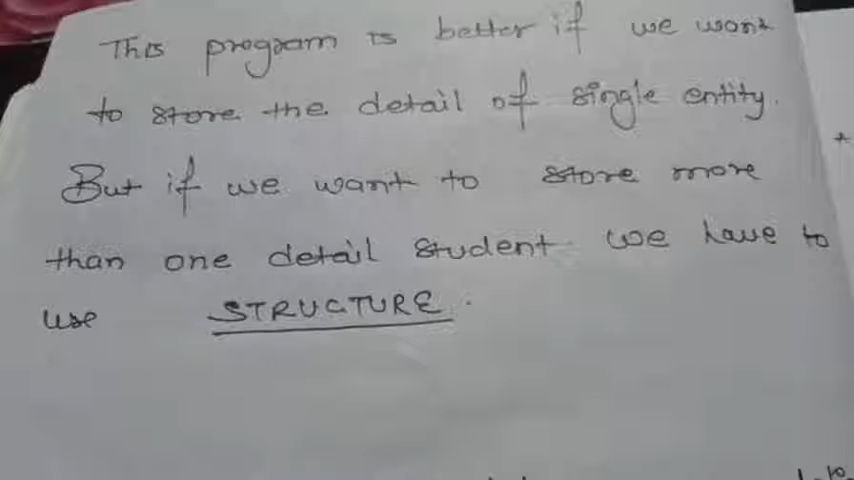 This program is better if we want
to store the detail of single entity.
But if we want to store more
than one detail student we have to
use STRUCTURE.